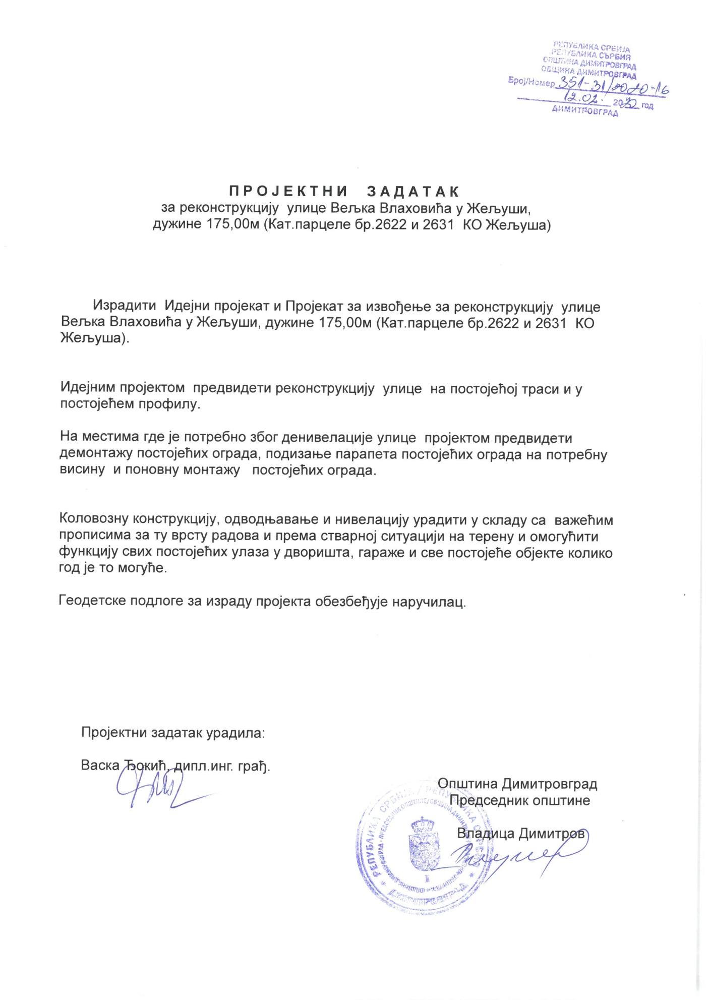 РЕПУБЛИКА СРБИЈА
РЕПУБЛИКА СЪРБИЯ
ОПШТИНА ДИМИТРОВГРАД
ОБЩИНА ДИМИТРОВГРАД
Број/Номер 351-31/2020-16
12.02. 2020 год
ДИМИТРОВГРАД
ПРОЈЕКТНИ ЗАДАТАК
за реконструкцију улице Вељка Влаховића у Жељуши,
дужине 175,00м (Кат.парцеле бр.2622 и 2631 КО Жељуша)
Израдити Идејни пројекат и Пројекат за извођење за реконструкцију улице
Вељка Влаховића у Жељуши, дужине 175,00м (Кат.парцеле бр.2622 и 2631 КО
Жељуша).
Идејним пројектом предвидети реконструкцију улице на постојећој траси и у
постојећем профилу.
На местима где је потребно због денивелације улице пројектом предвидети
демонтажу постојећих ограда, подизање парапета постојећих ограда на потребну
висину и поновну монтажу постојећих ограда.
Коловозну конструкцију, одводњавање и нивелацију урадити у складу са важећим
прописима за ту врсту радова и према стварној ситуацији на терену и омогућити
функцију свих постојећих улаза у дворишта, гараже и све постојеће објекте колико
год је то могуће.
Геодетске подлоге за израду пројекта обезбеђује наручилац.
Пројектни задатак урадила:
Васка Ђокић, дипл.инг. грађ.
Општина Димитровград
Председник општине
Владица Димитров
РЕПУБЛИКА СРБИЈА / РЕПУБЛИКА
ПРЕДСЕДНИК ОПШТИНЕ/ОБЩИНА
ДИМИТРОВГРАД